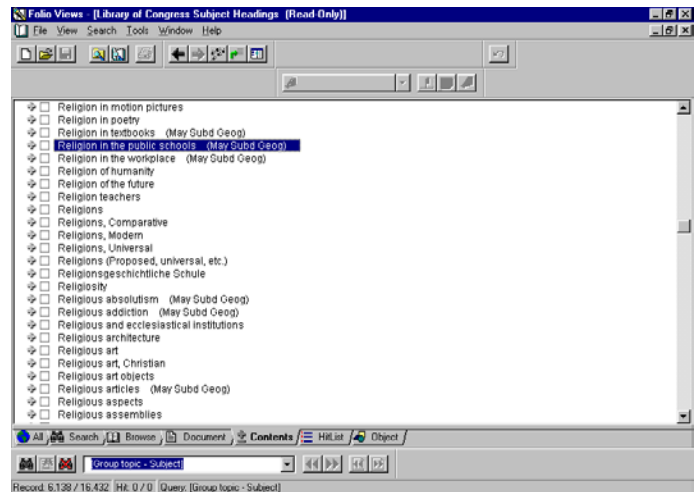 Folio Views - [Library of Congress Subject Headings (Read-Only)]
File View Search Tools Window Help
Religion in motion pictures
Religion in poetry
Religion in textbooks (May Subd Geog)
Religion in the public schools (May Subd Geog)
Religion in the workplace (May Subd Geog)
Religion of humanity
Religion of the future
Religion teachers
Religions
Religions, Comparative
Religions, Modern
Religions, Universal
Religions (Proposed, universal, etc.)
Religionsgeschichtliche Schule
Religiosity
Religious absolutism (May Subd Geog)
Religious addiction (May Subd Geog)
Religious and ecclesiastical institutions
Religious architecture
Religious art
Religious art, Christian
Religious art objects
Religious articles (May Subd Geog)
Religious aspects
Religious assemblies
All Search Browse Document Contents HitList Object
[Group topic - Subject]
Record: 6.138 / 16.432 Hit: 0 / 0 Query: [Group topic - Subject]